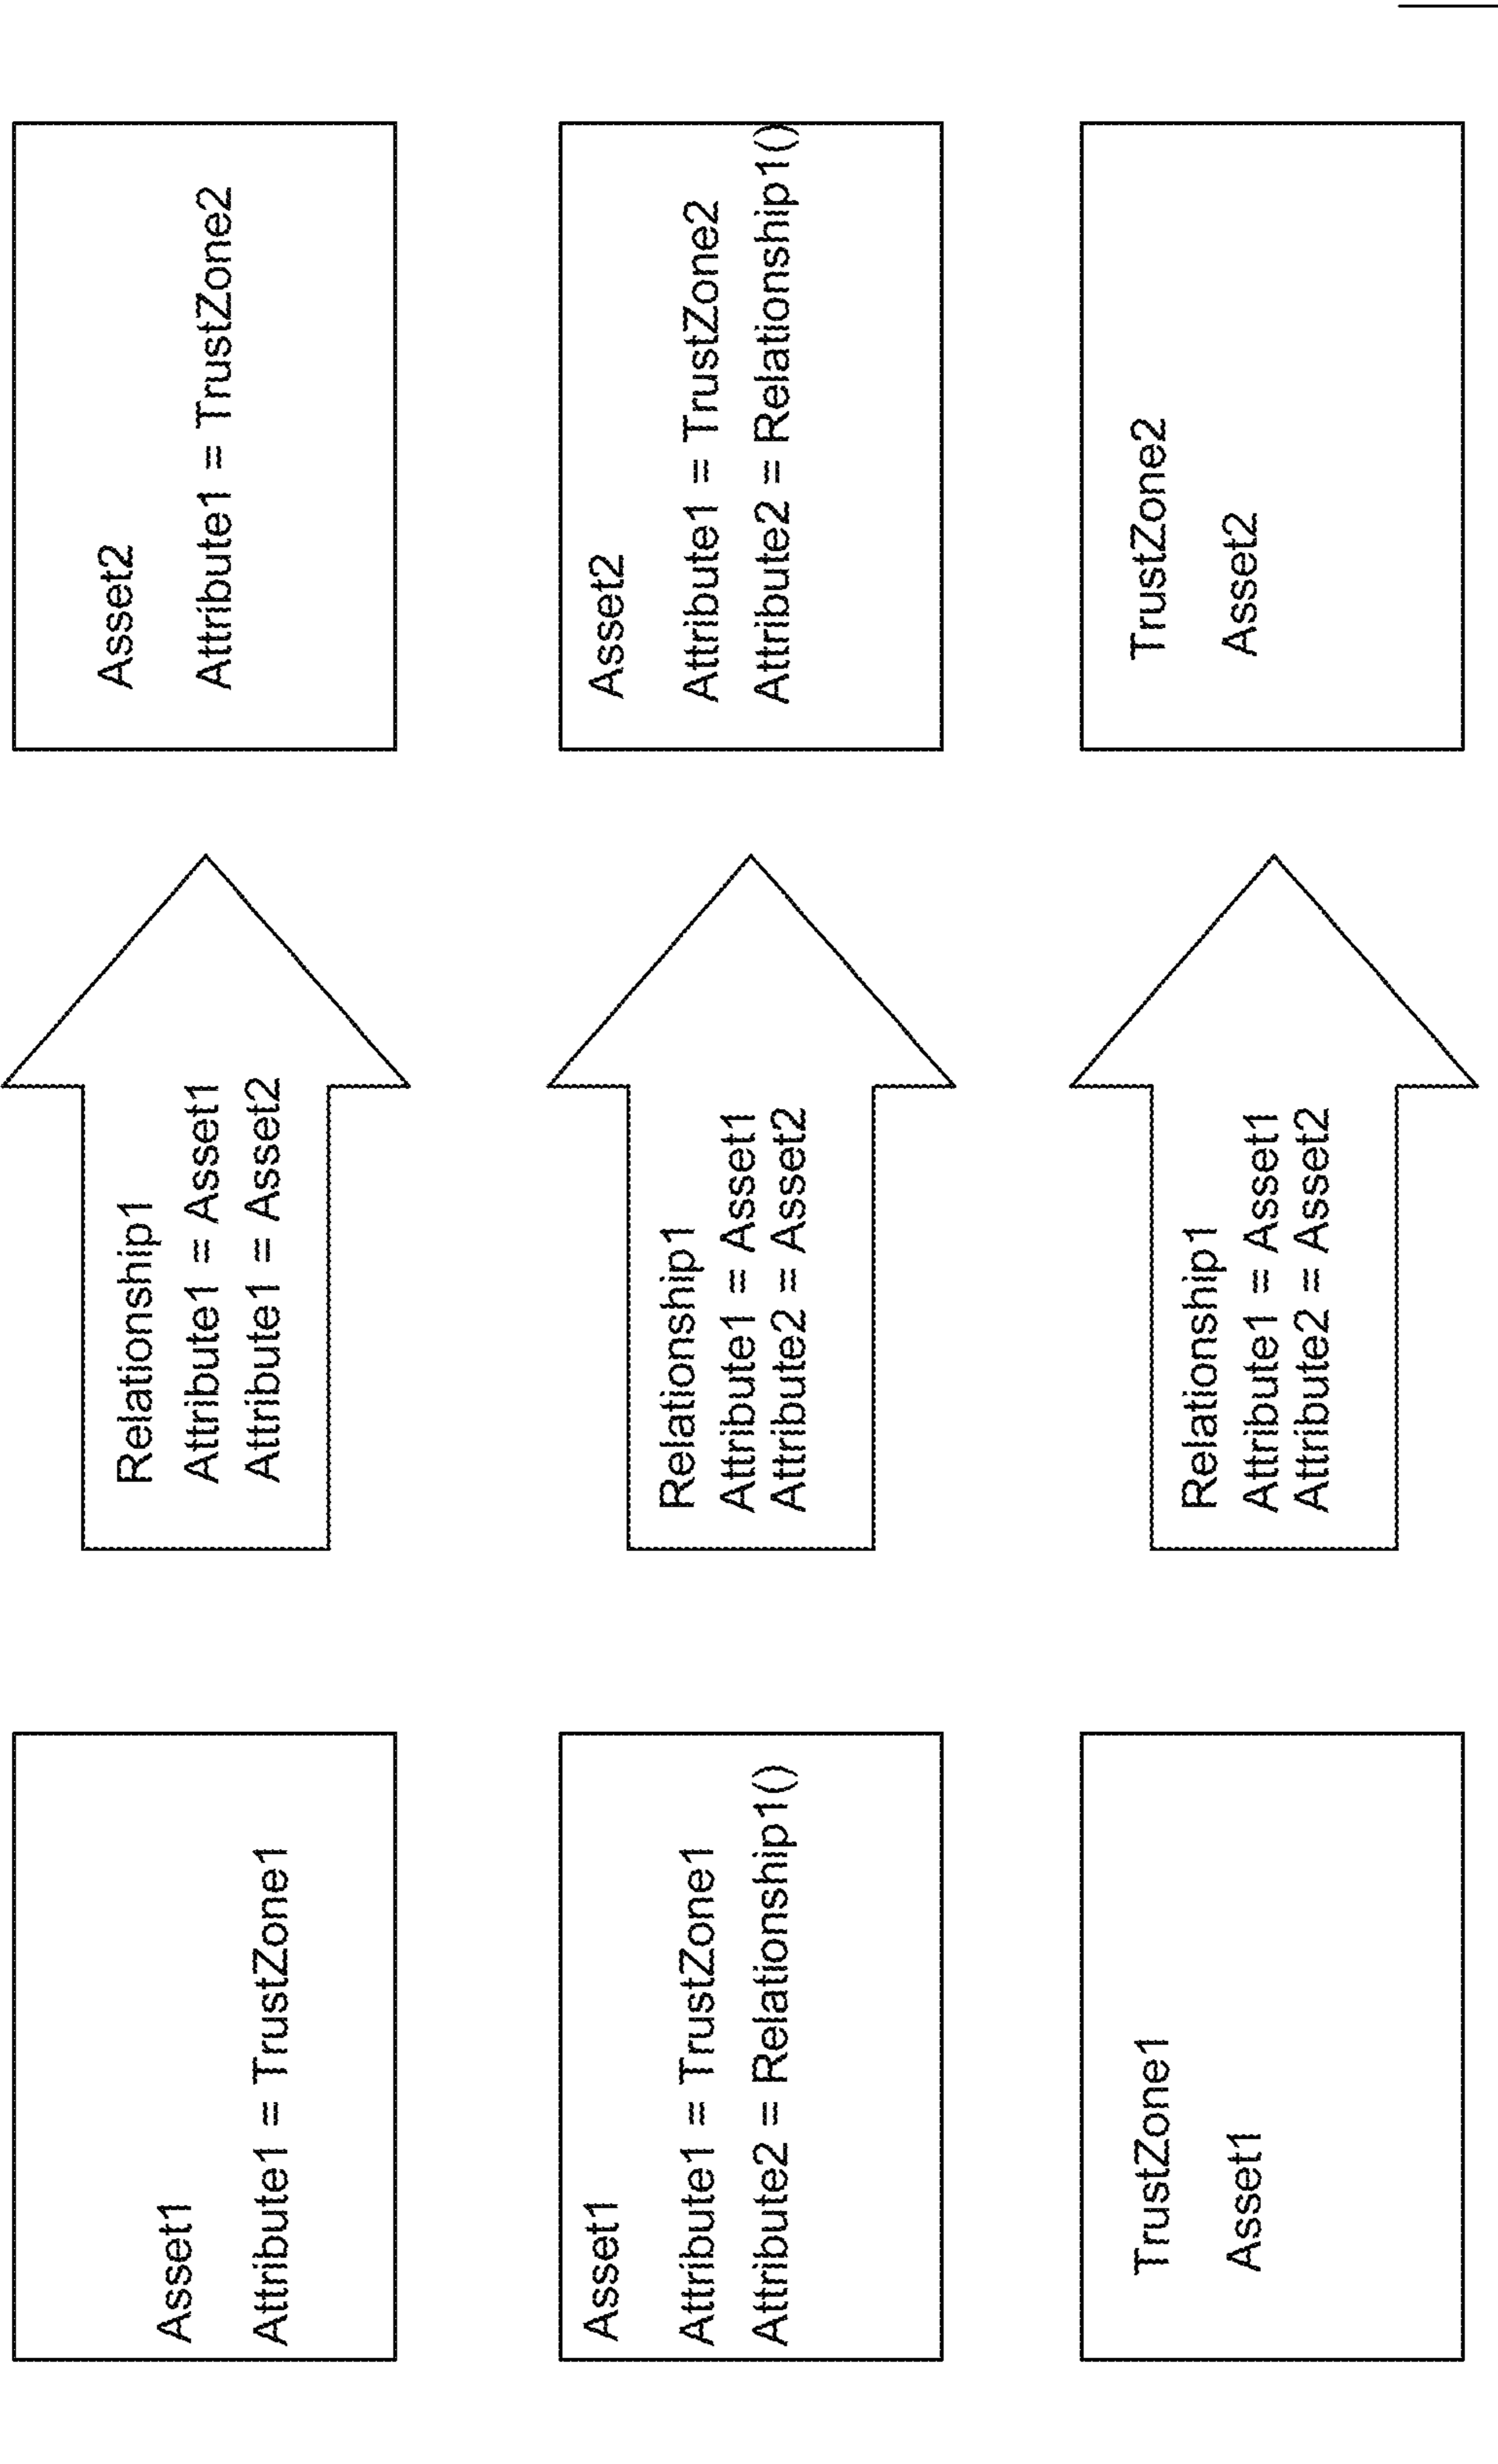 Asset1
Attribute1 = TrustZone1
Relationship1
Attribute1 = Asset1
Attribute1 = Asset2
Asset2
Attribute1 = TrustZone2
Asset1
Attribute1 = TrustZone1
Attribute2 = Relationship1()
Relationship1
Attribute1 = Asset1
Attribute2 = Asset2
Asset2
Attribute1 = TrustZone2
Attribute2 = Relationship1()
TrustZone1
Asset1
Relationship1
Attribute1 = Asset1
Attribute2 = Asset2
TrustZone2
Asset2